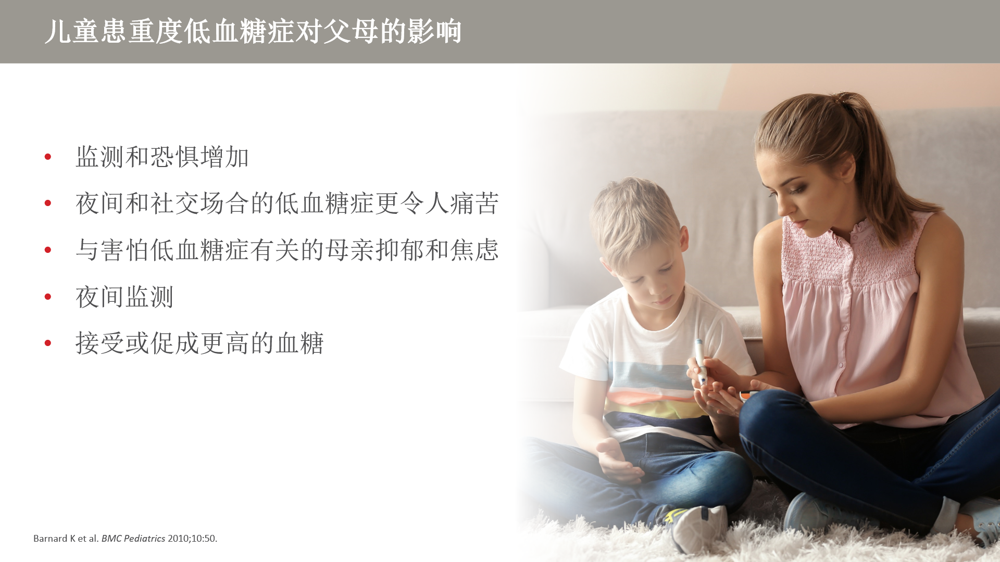 儿童患重度低血糖症对父母的影响
• 监测和恐惧增加
• 夜间和社交场合的低血糖症更令人痛苦
• 与害怕低血糖症有关的母亲抑郁和焦虑
• 夜间监测
• 接受或促成更高的血糖
Barnard K et al. BMC Pediatrics 2010;10:50.